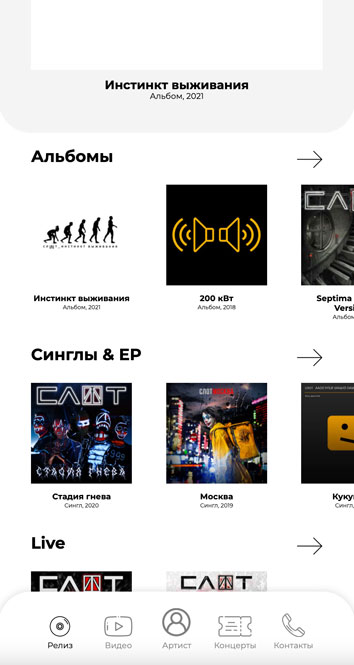 Инстинкт выживания
Альбом, 2021
Альбомы
СЛОТ
Инстинкт выживания
Альбом, 2021
200 кВт
Альбом, 2018
Septima
Versi
Альбом
Синглы & EP
СЛОТ
СТАДИЯ ГНЕВА
СЛОТ МОСКВА
Стадия гнева
Сингл, 2020
Москва
Сингл, 2019
Куку
Сингл
Live
СЛОТ
СЛОТ
Релиз
Видео
Артист
Концерты
Контакты